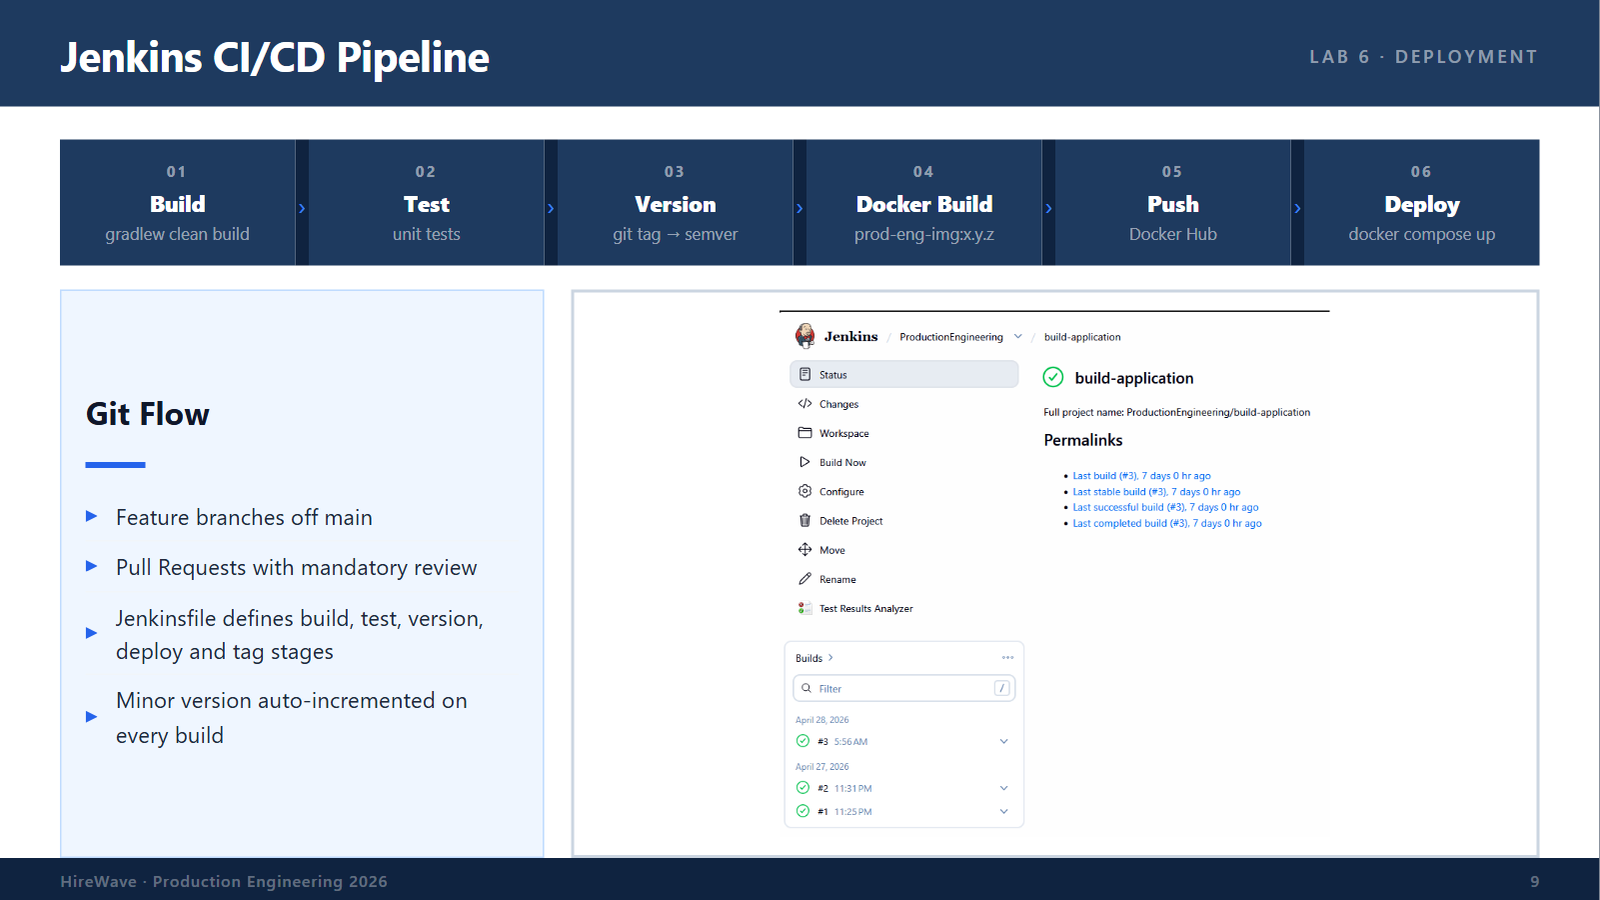 Jenkins CI/CD Pipeline
LAB 6 · DEPLOYMENT
01
Build
gradlew clean build
›
02
Test
unit tests
›
03
Version
git tag → semver
›
04
Docker Build
prod-eng-img:x.y.z
›
05
Push
Docker Hub
›
06
Deploy
docker compose up
Git Flow
Feature branches off main
Pull Requests with mandatory review
Jenkinsfile defines build, test, version,
deploy and tag stages
Minor version auto-incremented on
every build
Jenkins / ProductionEngineering / build-application
Status
Changes
Workspace
Build Now
Configure
Delete Project
Move
Rename
Test Results Analyzer
build-application
Full project name: ProductionEngineering/build-application
Permalinks
• Last build (#3), 7 days 0 hr ago
• Last stable build (#3), 7 days 0 hr ago
• Last successful build (#3), 7 days 0 hr ago
• Last completed build (#3), 7 days 0 hr ago
Builds >
Filter /
April 28, 2026
#3 5:56 AM
April 27, 2026
#2 11:31 PM
#1 11:25 PM
HireWave · Production Engineering 2026
9